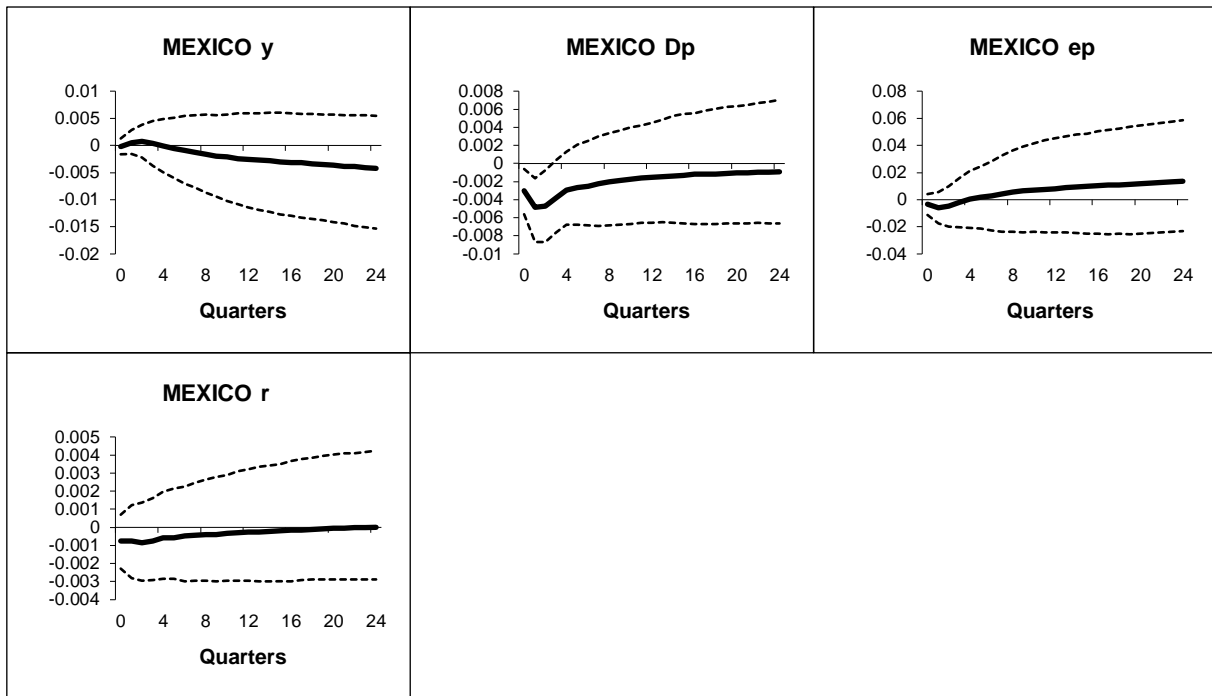 MEXICO y
0.01
0.005
0
-0.005
-0.01
-0.015
-0.02
0 4 8 12 16 20 24
Quarters
MEXICO Dp
0.008
0.006
0.004
0.002
0
-0.002
-0.004
-0.006
-0.008
-0.01
0 4 8 12 16 20 24
Quarters
MEXICO ep
0.08
0.06
0.04
0.02
0
-0.02
-0.04
0 4 8 12 16 20 24
Quarters
MEXICO r
0.005
0.004
0.003
0.002
0.001
0
-0.001
-0.002
-0.003
-0.004
0 4 8 12 16 20 24
Quarters